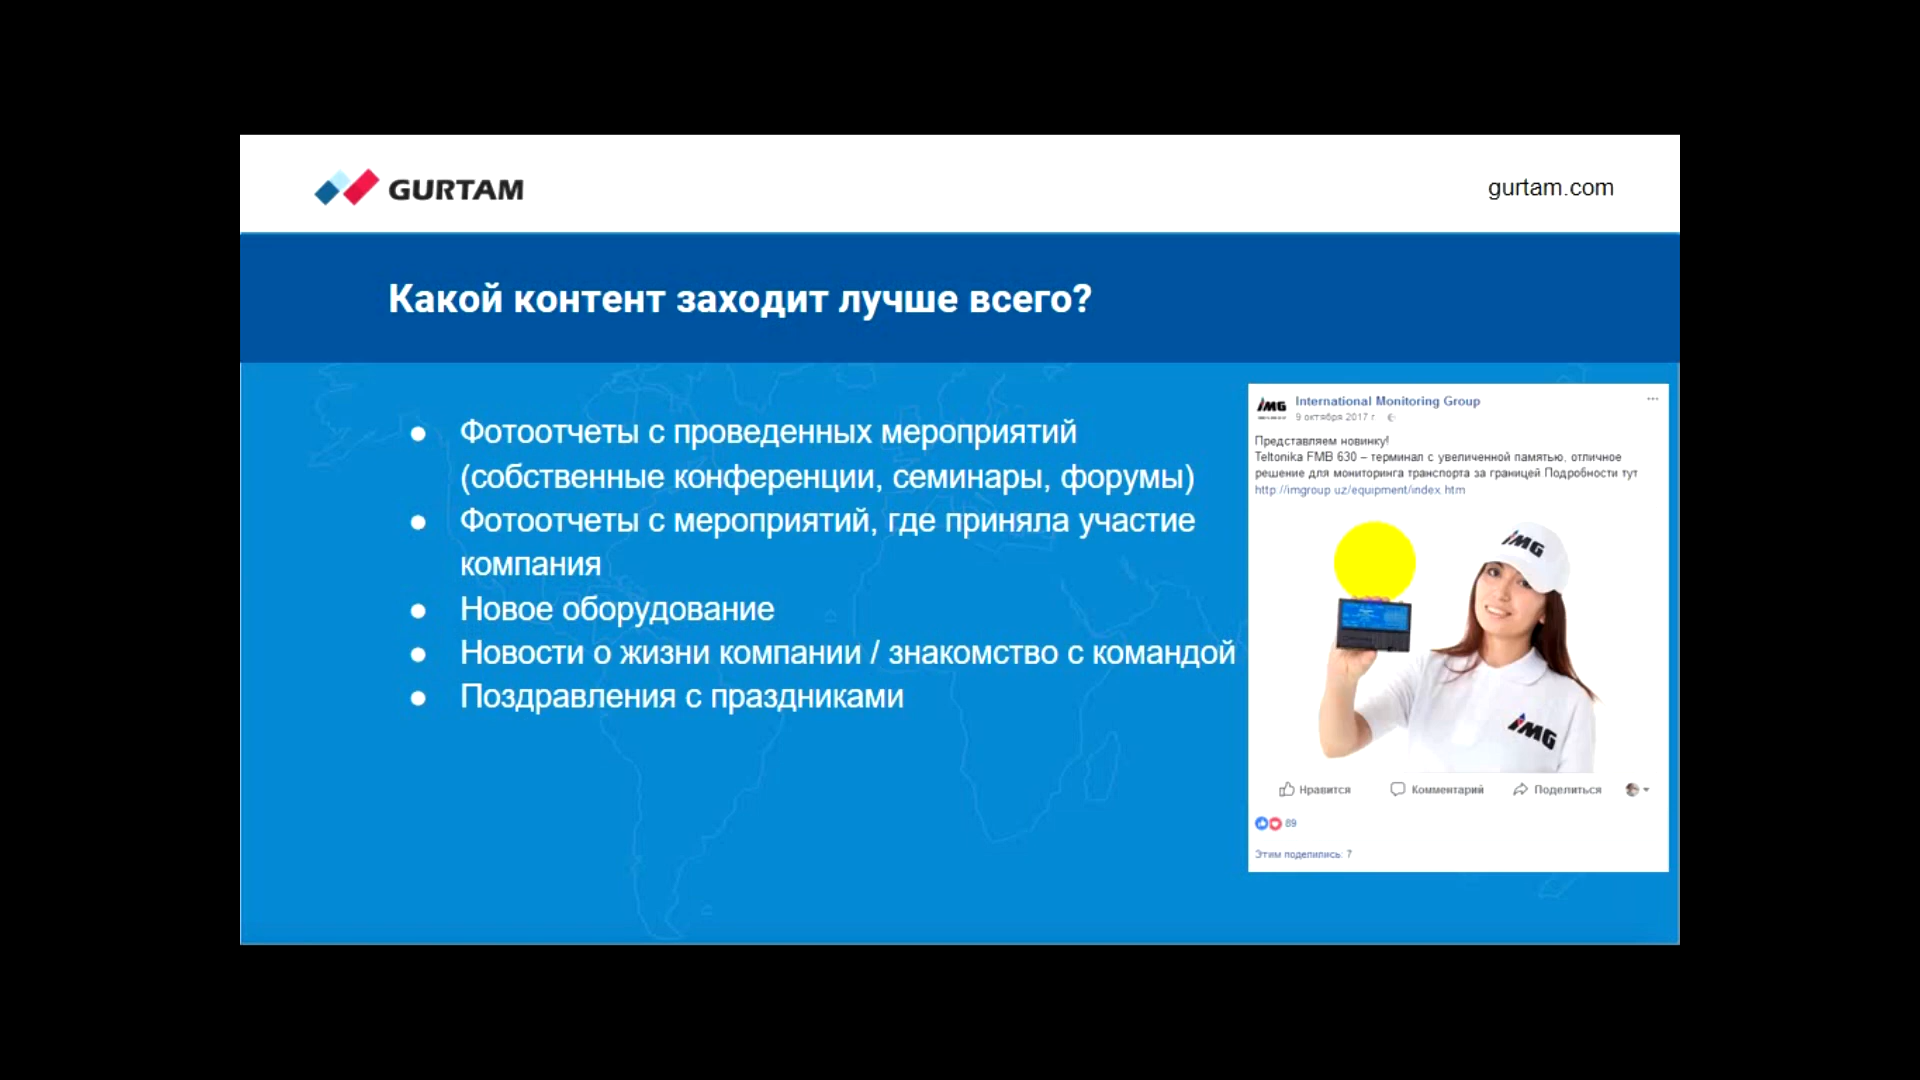 GURTAM
gurtam.com
Какой контент заходит лучше всего?
● Фотоотчеты с проведенных мероприятий
(собственные конференции, семинары, форумы)
● Фотоотчеты с мероприятий, где приняла участие
компания
● Новое оборудование
● Новости о жизни компании / знакомство с командой
● Поздравления с праздниками
IMG
International Monitoring Group
9 октября 2017 г.
Представляем новинку!
Teltonika FMB 630 – терминал с увеличенной памятью, отличное
решение для мониторинга транспорта за границей Подробности тут
http://imgroup.uz/equipment/index.htm
IMG
IMG
Нравится Комментарий Поделиться
89
Этим поделились: 7